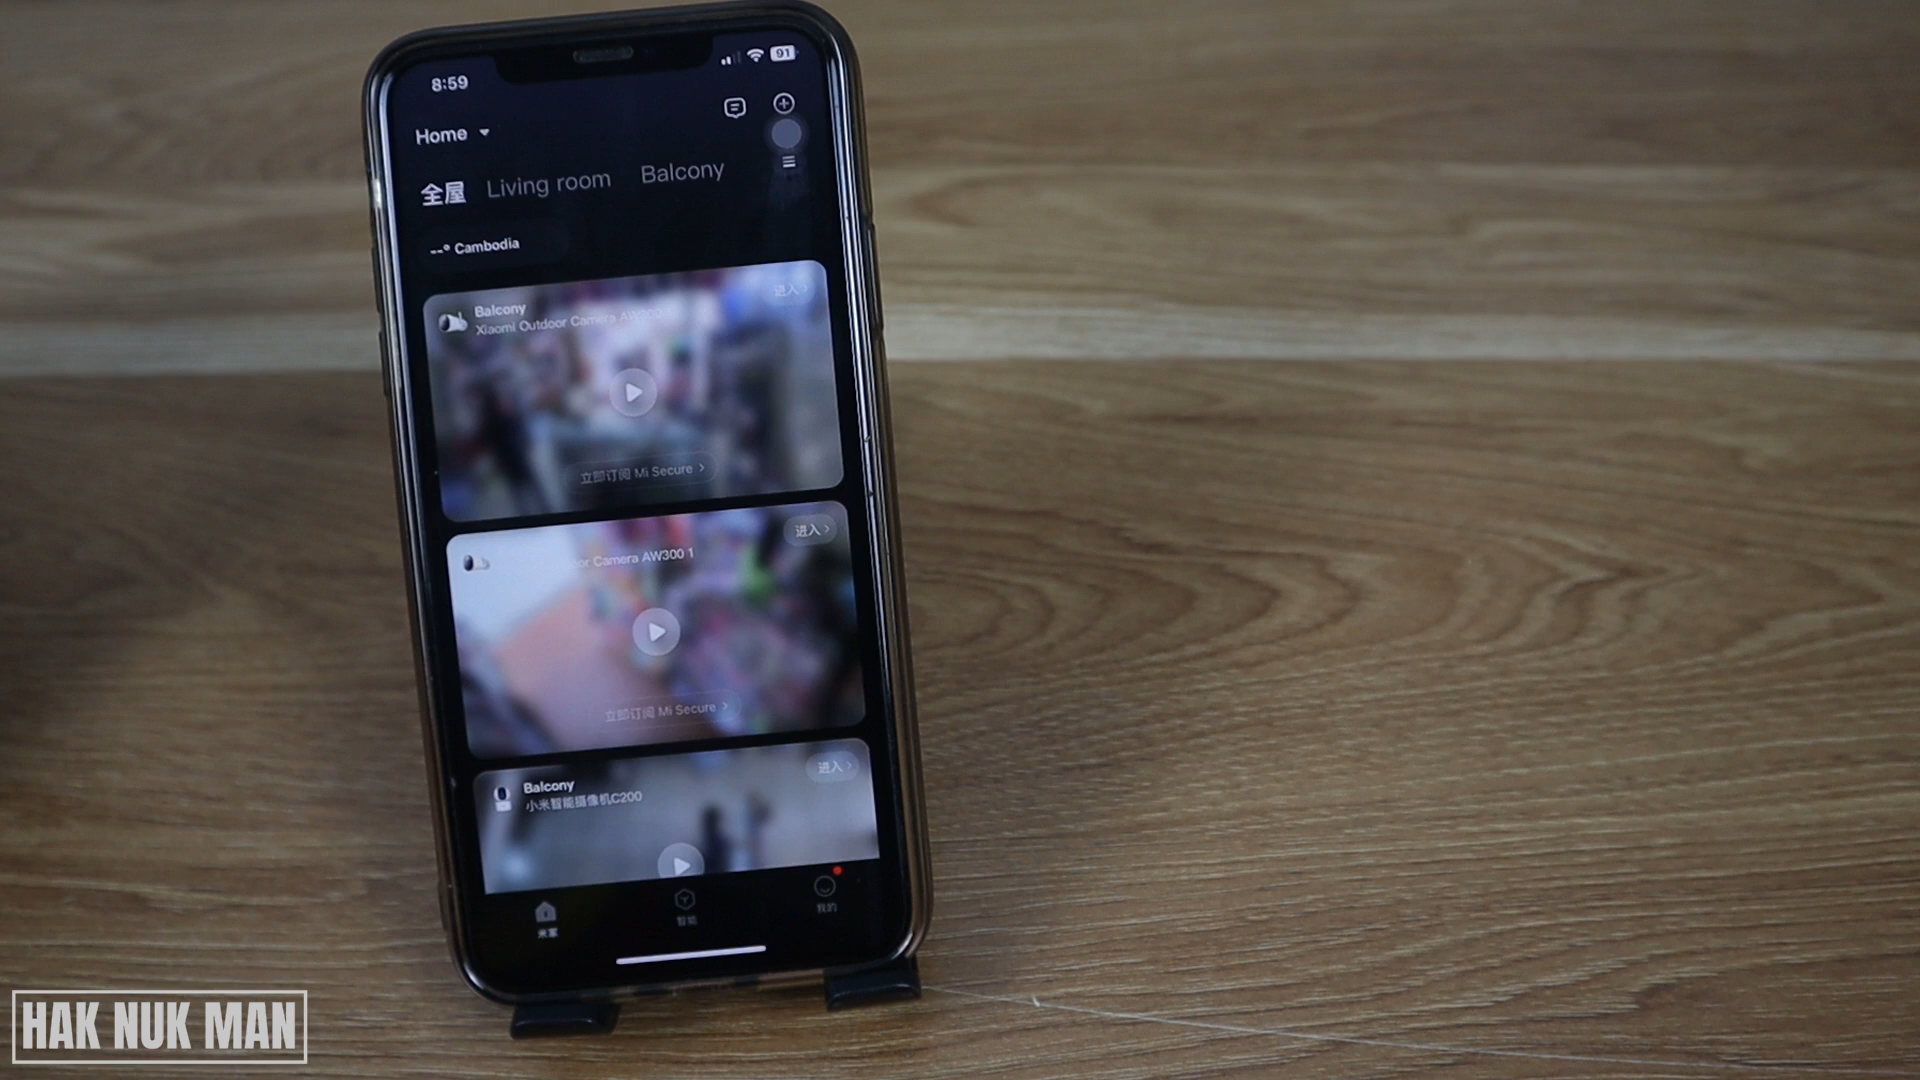 8:59
91
Home
全屋 Living room Balcony
--° Cambodia
Balcony
进入 >
Xiaomi Outdoor Camera AW300
立即订阅 Mi Secure >
进入 >
or Camera AW300 1
立即订阅 Mi Secure >
Balcony
进入 >
小米智能摄像机C200
米家 智能 我的
HAK NUK MAN